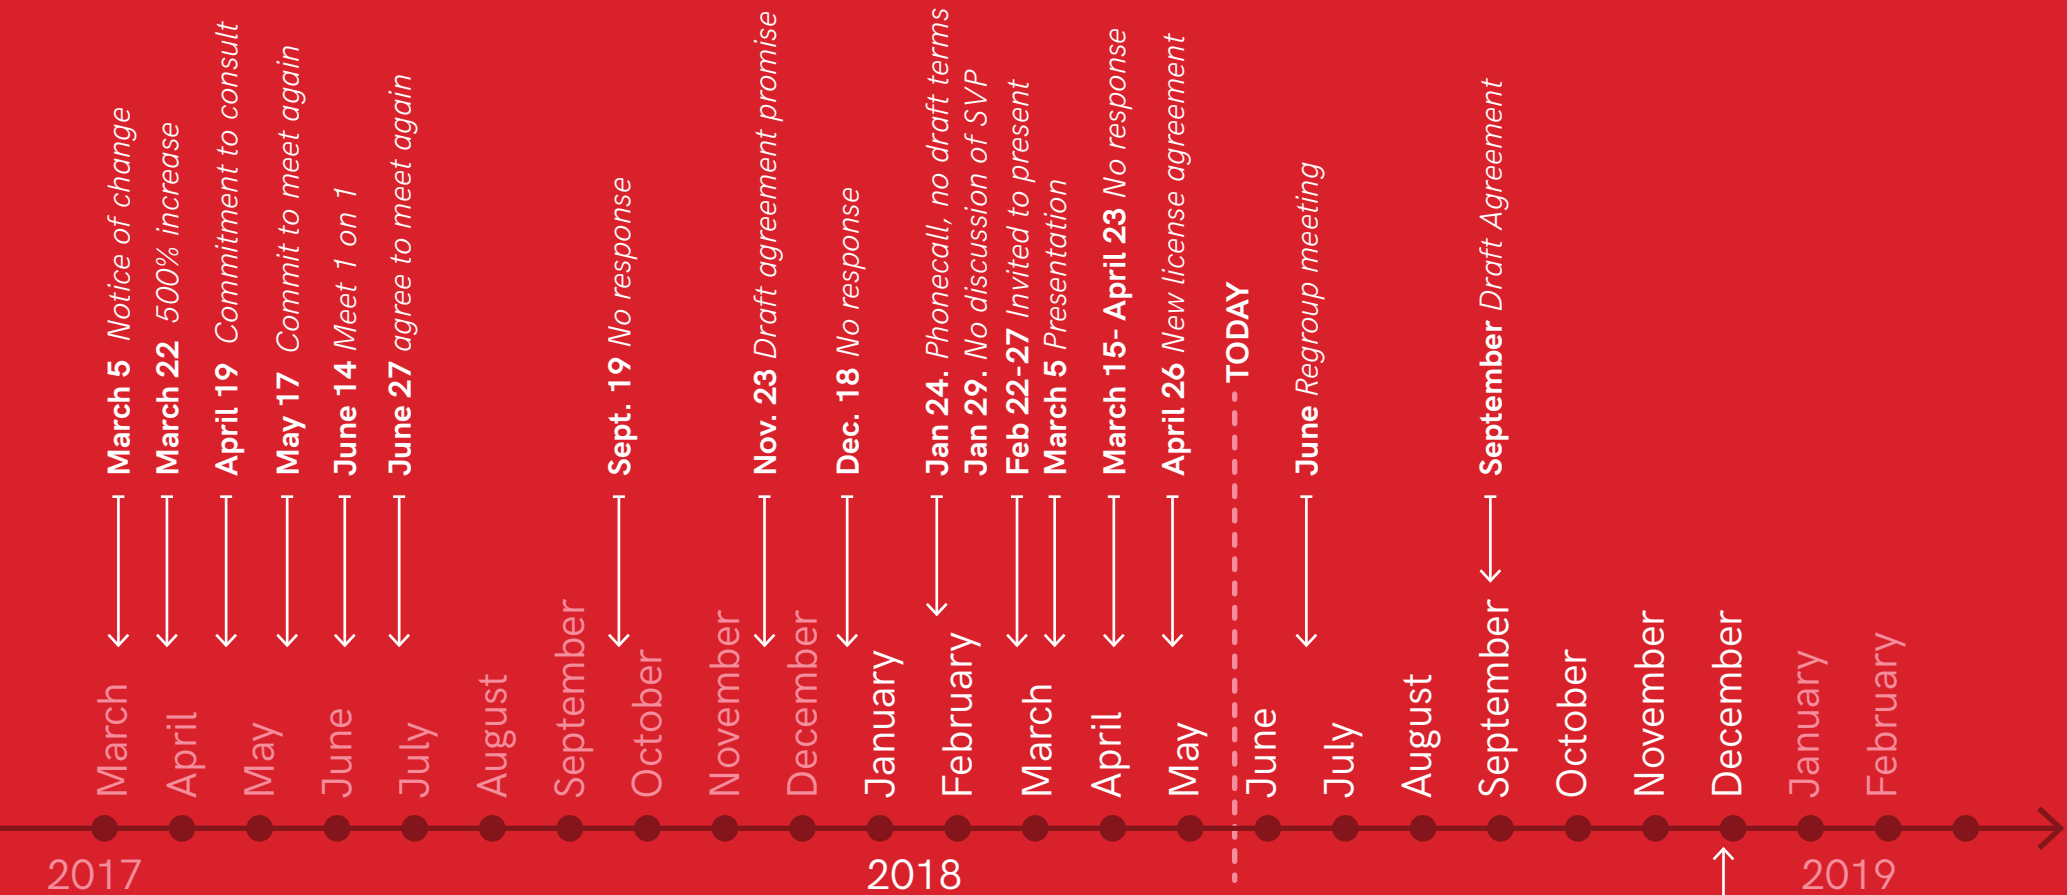 March 5 Notice of change
March 22 500% increase
April 19 Commitment to consult
May 17 Commit to meet again
June 14 Meet 1 on 1
June 27 agree to meet again
Sept. 19 No response
Nov. 23 Draft agreement promise
Dec. 18 No response
Jan 24. Phonecall, no draft terms
Jan 29. No discussion of SVP
Feb 22-27 Invited to present
March 5 Presentation
March 15- April 23 No response
April 26 New license agreement
TODAY
June Regroup meeting
September Draft Agreement
March
April
May
June
July
August
September
October
November
December
January
February
March
April
May
June
July
August
September
October
November
December
January
February
2017
2018
2019